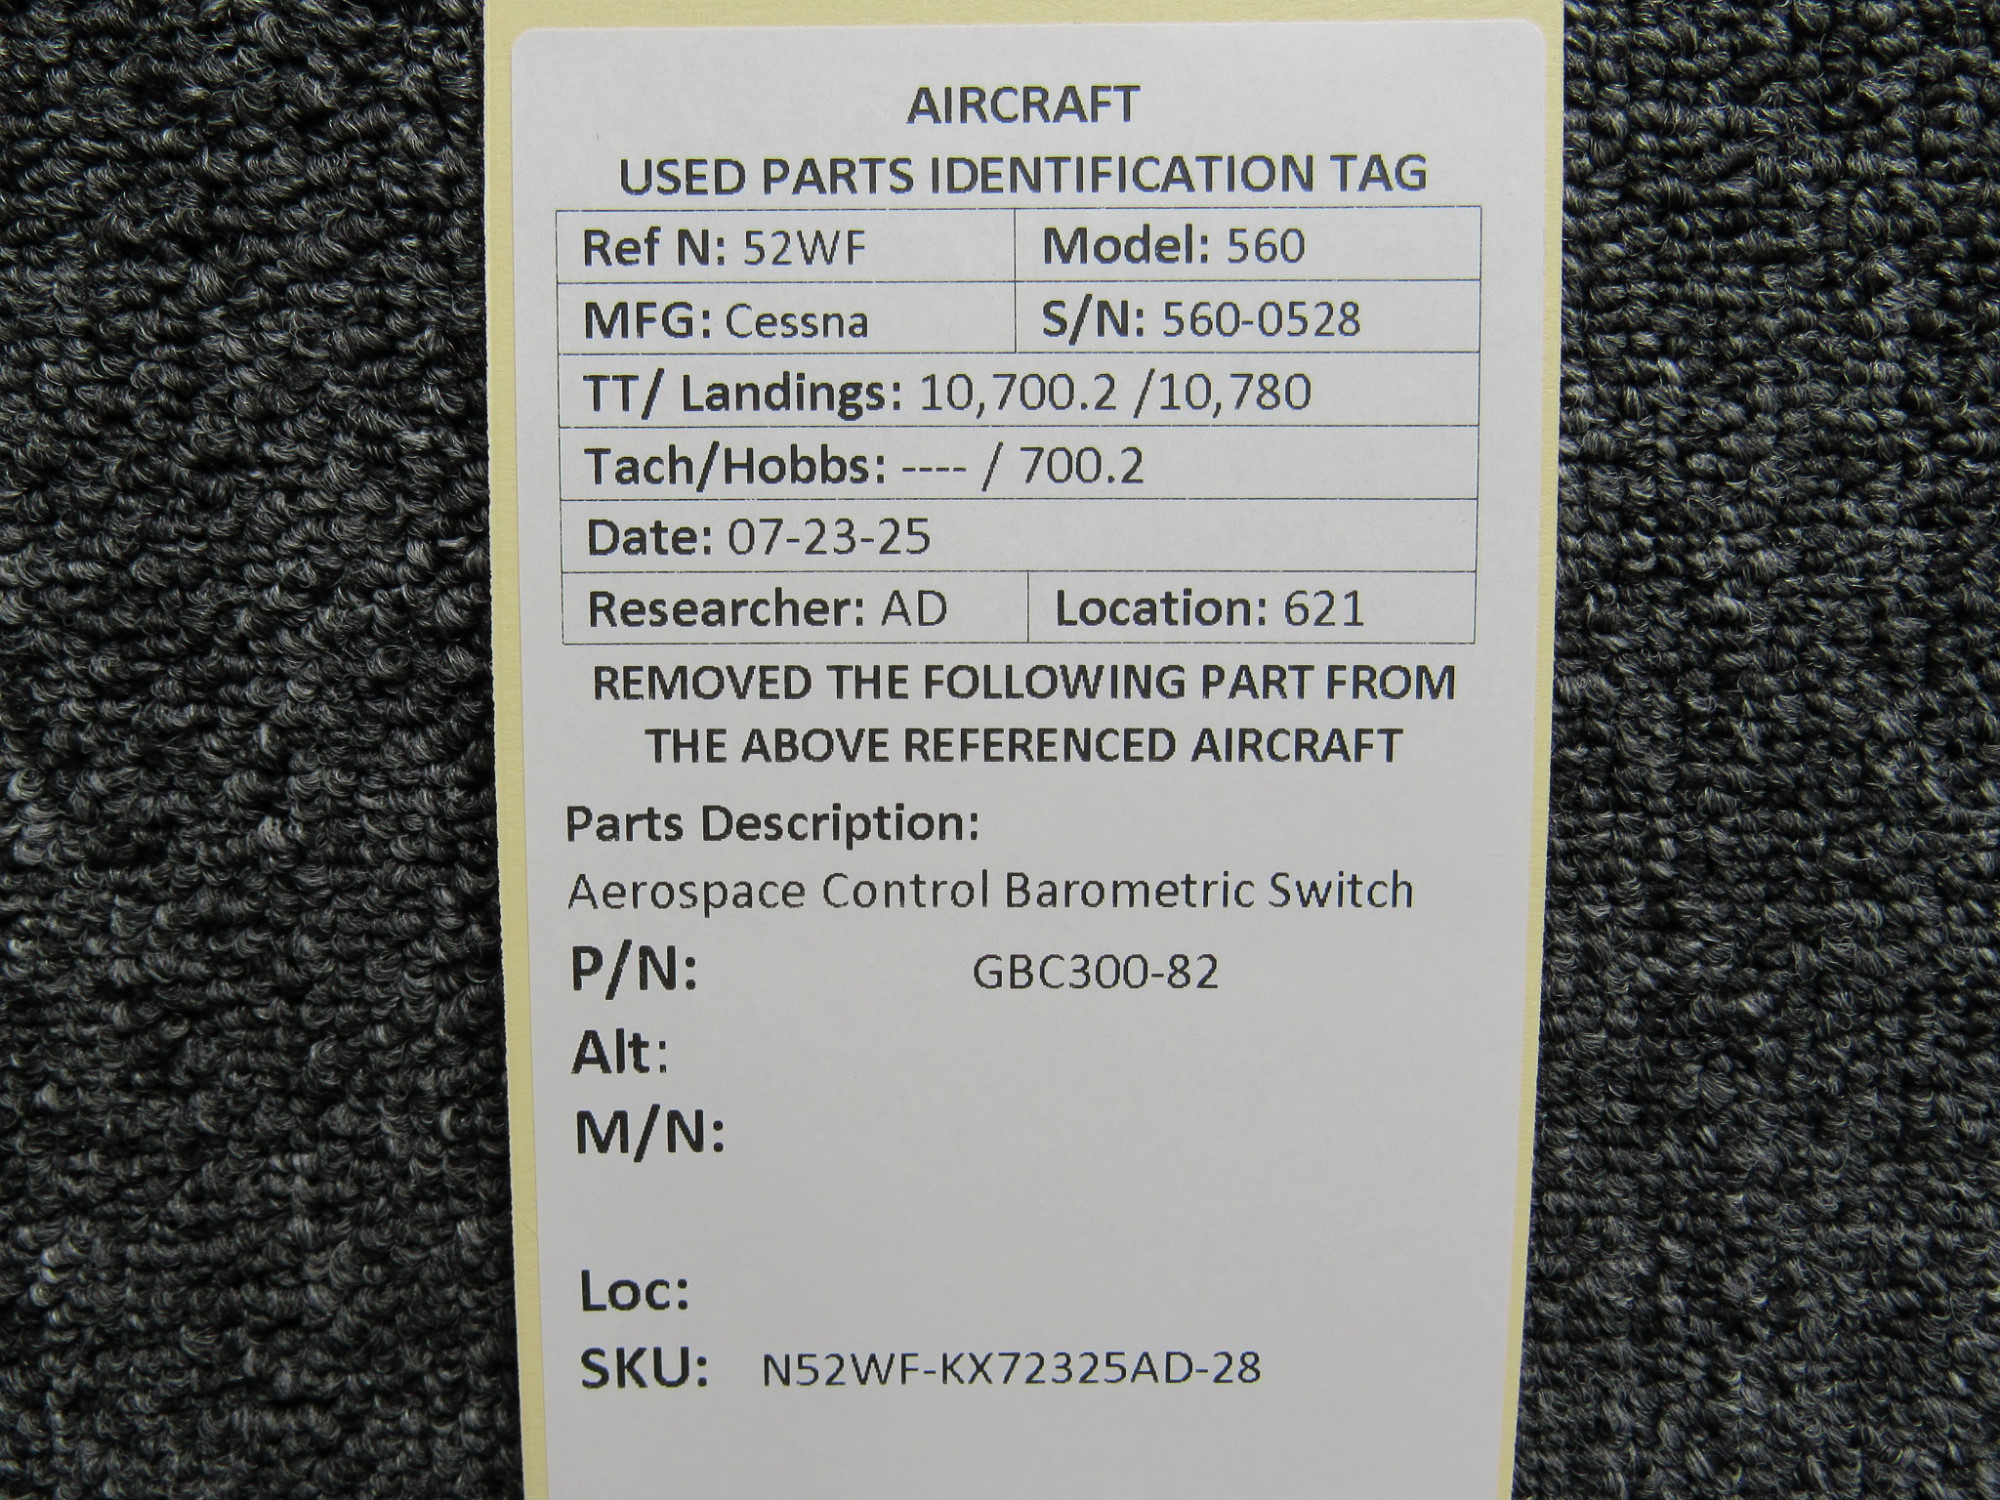 AIRCRAFT
USED PARTS IDENTIFICATION TAG
Ref N: 52WF Model: 560
MFG: Cessna S/N: 560-0528
TT/ Landings: 10,700.2 /10,780
Tach/Hobbs: ---- / 700.2
Date: 07-23-25
Researcher: AD Location: 621
REMOVED THE FOLLOWING PART FROM
THE ABOVE REFERENCED AIRCRAFT
Parts Description:
Aerospace Control Barometric Switch
P/N: GBC300-82
Alt:
M/N:
Loc:
SKU: N52WF-KX72325AD-28